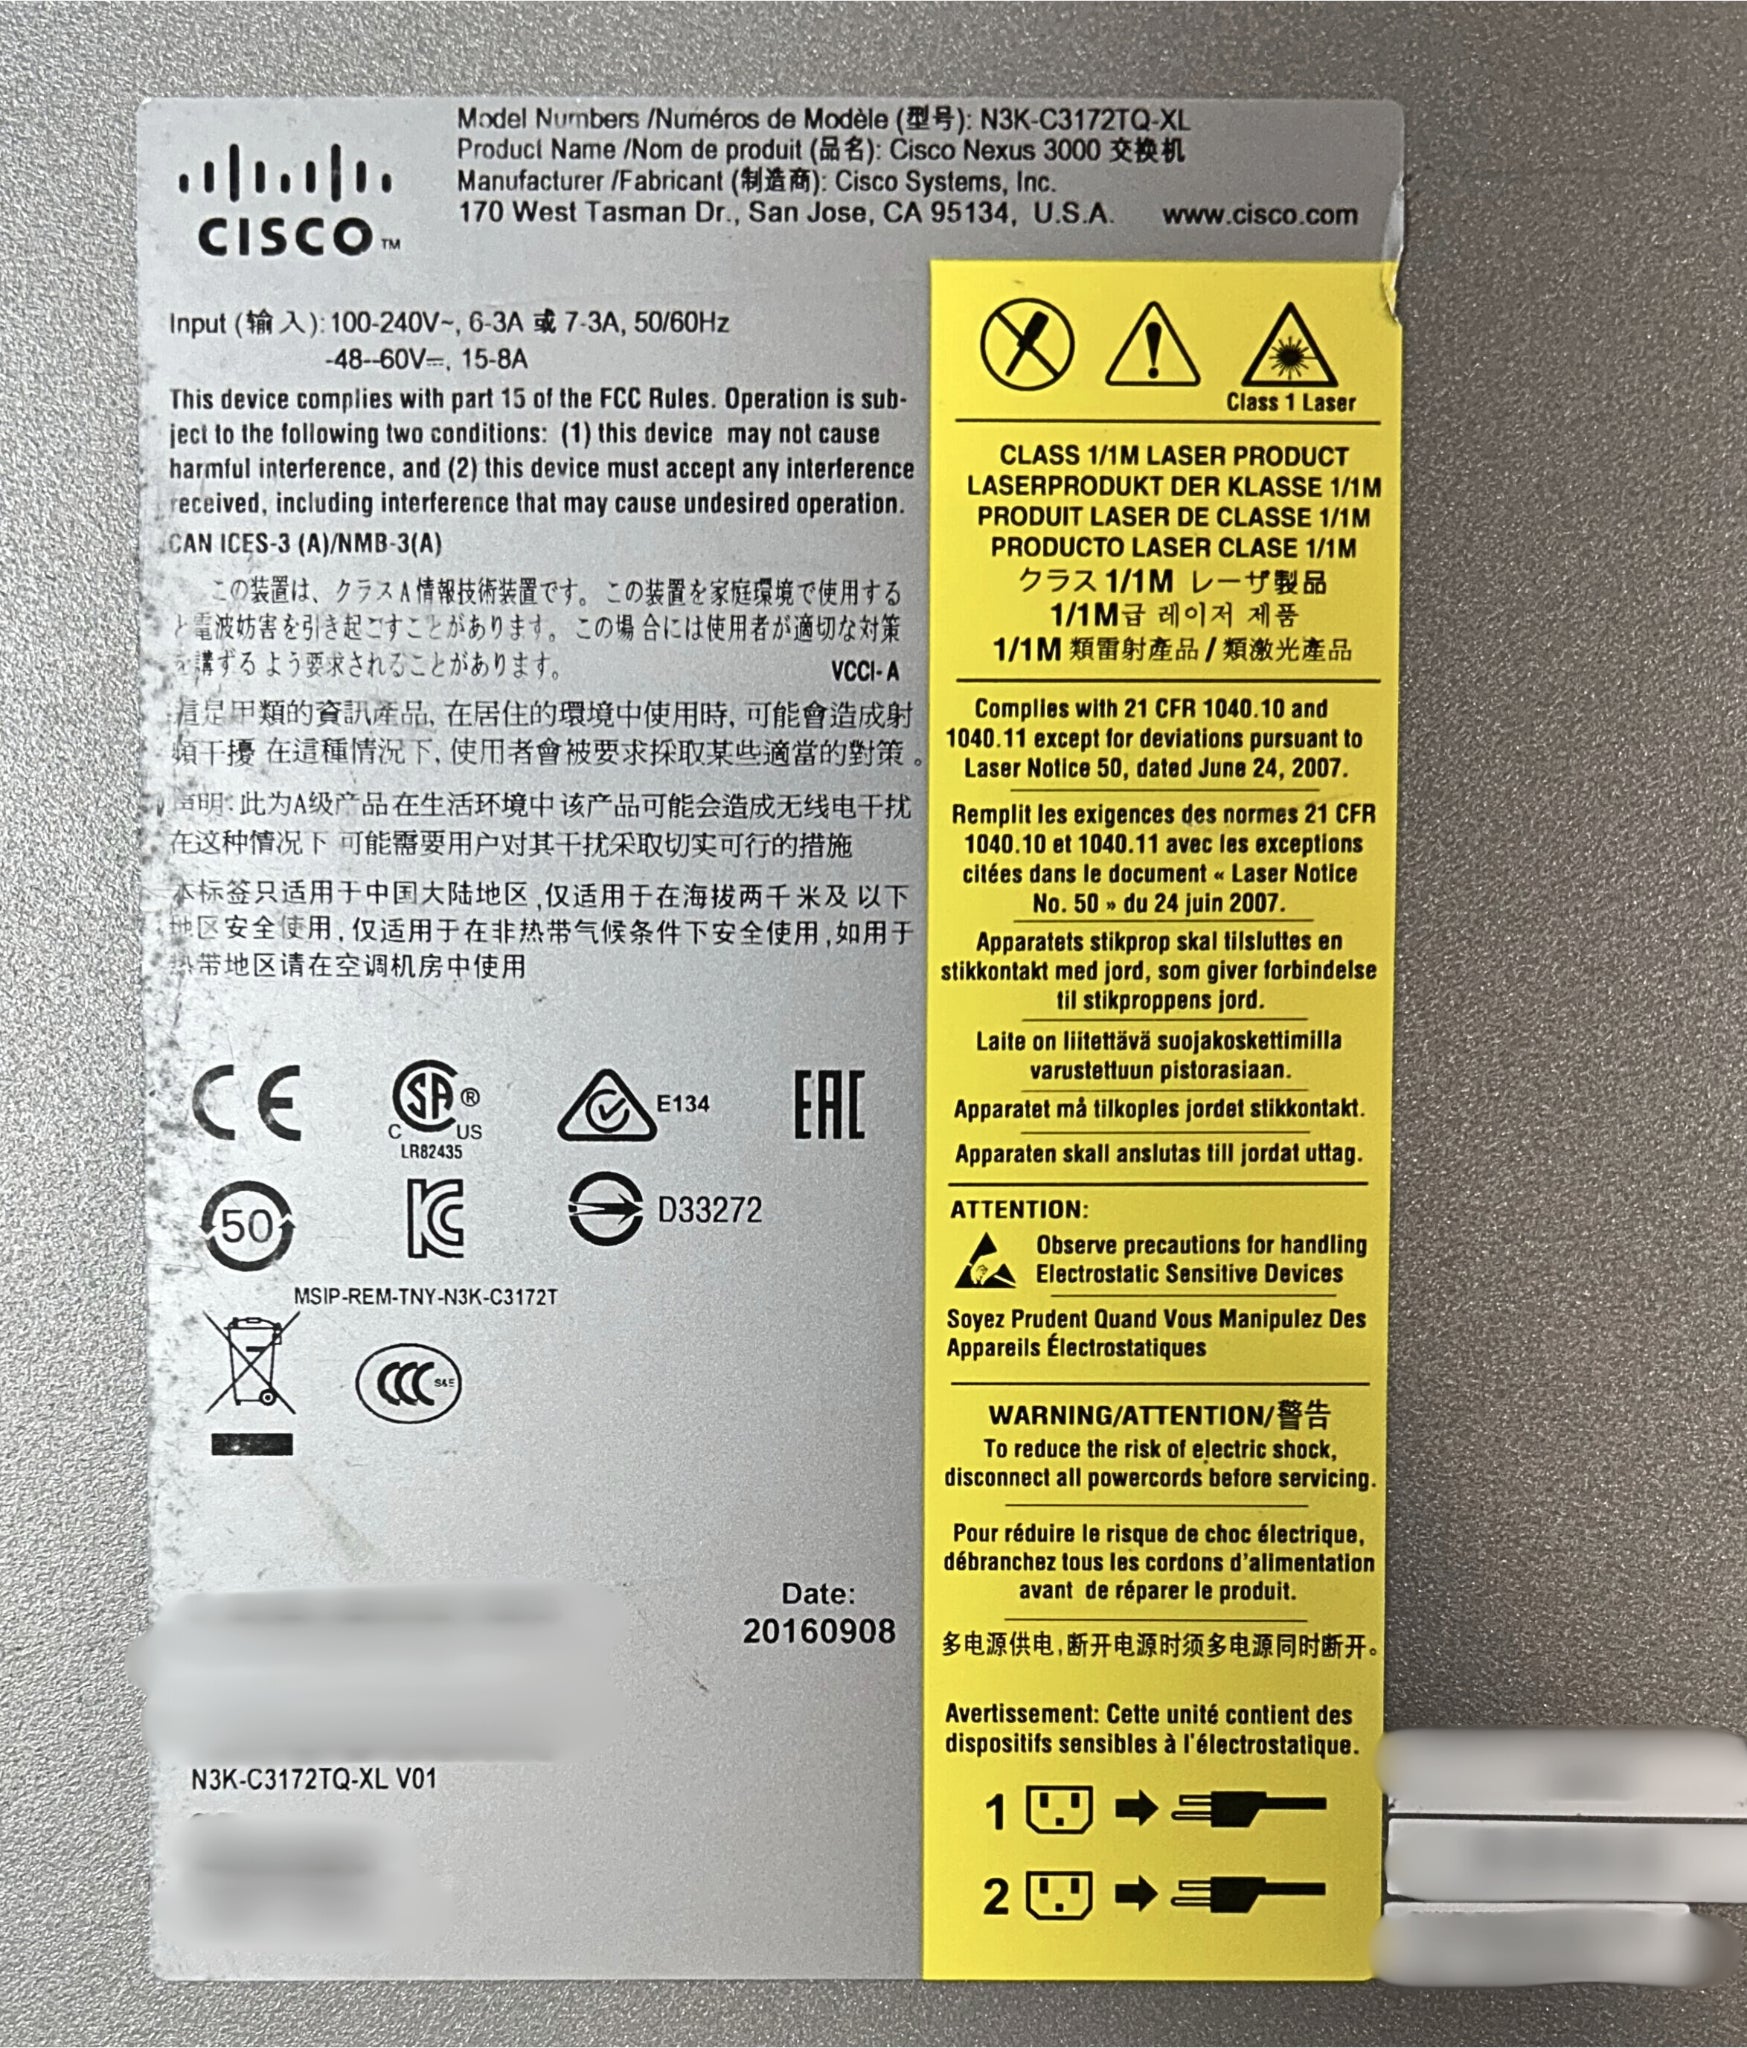 CISCO™
Model Numbers /Numéros de Modèle (型号): N3K-C3172TQ-XL
Product Name /Nom de produit (品名): Cisco Nexus 3000 交换机
Manufacturer /Fabricant (制造商): Cisco Systems, Inc.
170 West Tasman Dr., San Jose, CA 95134, U.S.A. www.cisco.com
Input (输入): 100-240V~, 6-3A 或 7-3A, 50/60Hz
-48--60V⎓, 15-8A
This device complies with part 15 of the FCC Rules. Operation is sub-
ject to the following two conditions: (1) this device may not cause
harmful interference, and (2) this device must accept any interference
received, including interference that may cause undesired operation.
CAN ICES-3 (A)/NMB-3(A)
この装置は、クラスA情報技術装置です。この装置を家庭環境で使用する
と電波妨害を引き起こすことがあります。この場合には使用者が適切な対策
を講ずるよう要求されることがあります。 VCCI-A
這是甲類的資訊產品, 在居住的環境中使用時, 可能會造成射
頻干擾 在這種情況下, 使用者會被要求採取某些適當的對策。
声明: 此为A级产品 在生活环境中 该产品可能会造成无线电干扰
在这种情况下 可能需要用户对其干扰采取切实可行的措施
本标签只适用于中国大陆地区,仅适用于在海拔两千米及以下
地区安全使用,仅适用于在非热带气候条件下安全使用,如用于
热带地区请在空调机房中使用
CE
SA®
C US
LR82435
E134
EAC
50
KC
D33272
MSIP-REM-TNY-N3K-C3172T
CCC S&E
Date:
20160908
N3K-C3172TQ-XL V01
Class 1 Laser
CLASS 1/1M LASER PRODUCT
LASERPRODUKT DER KLASSE 1/1M
PRODUIT LASER DE CLASSE 1/1M
PRODUCTO LASER CLASE 1/1M
クラス 1/1M レーザ製品
1/1M급 레이저 제품
1/1M 類雷射產品 / 類激光產品
Complies with 21 CFR 1040.10 and
1040.11 except for deviations pursuant to
Laser Notice 50, dated June 24, 2007.
Remplit les exigences des normes 21 CFR
1040.10 et 1040.11 avec les exceptions
citées dans le document « Laser Notice
No. 50 » du 24 juin 2007.
Apparatets stikprop skal tilsluttes en
stikkontakt med jord, som giver forbindelse
til stikproppens jord.
Laite on liitettävä suojakoskettimilla
varustettuun pistorasiaan.
Apparatet må tilkoples jordet stikkontakt.
Apparaten skall anslutas till jordat uttag.
ATTENTION:
Observe precautions for handling
Electrostatic Sensitive Devices
Soyez Prudent Quand Vous Manipulez Des
Appareils Électrostatiques
WARNING/ATTENTION/警告
To reduce the risk of electric shock,
disconnect all powercords before servicing.
Pour réduire le risque de choc électrique,
débranchez tous les cordons d'alimentation
avant de réparer le produit.
多电源供电,断开电源时须多电源同时断开。
Avertissement: Cette unité contient des
dispositifs sensibles à l'électrostatique.
1
2